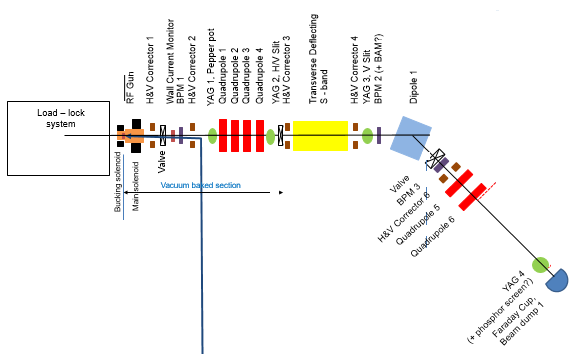 Load – lock
system
RF Gun
H&V Corrector 1
Wall Current Monitor
BPM 1
H&V Corrector 2
YAG 1, Pepper pot
Quadrupole 1
Quadrupole 2
Quadrupole 3
Quadrupole 4
YAG 2, H/V Slit
H&V Corrector 3
Transverse Deflecting
S - band
H&V Corrector 4
YAG 3, V Slit
BPM 2 (+ BAM?)
Dipole 1
Bucking solenoid
Main solenoid
Valve
Vacuum baked section
Valve
BPM 3
H&V Corrector 6
Quadrupole 5
Quadrupole 6
YAG 4
(+ phosphor screen?)
Faraday Cup,
Beam dump 1